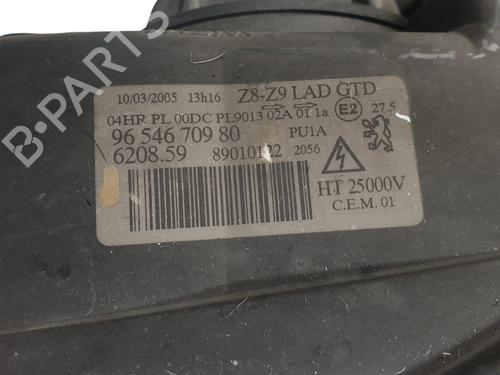 B-PARTS
10/03/2005 13h16 Z8-Z9 LAD GTD
04HR PL 00DC PL9013 02A 01 1a E2 27.5
96 546 709 80 PU1A
6208.59 89010122 2056
HT 25000V
C.E.M. 01